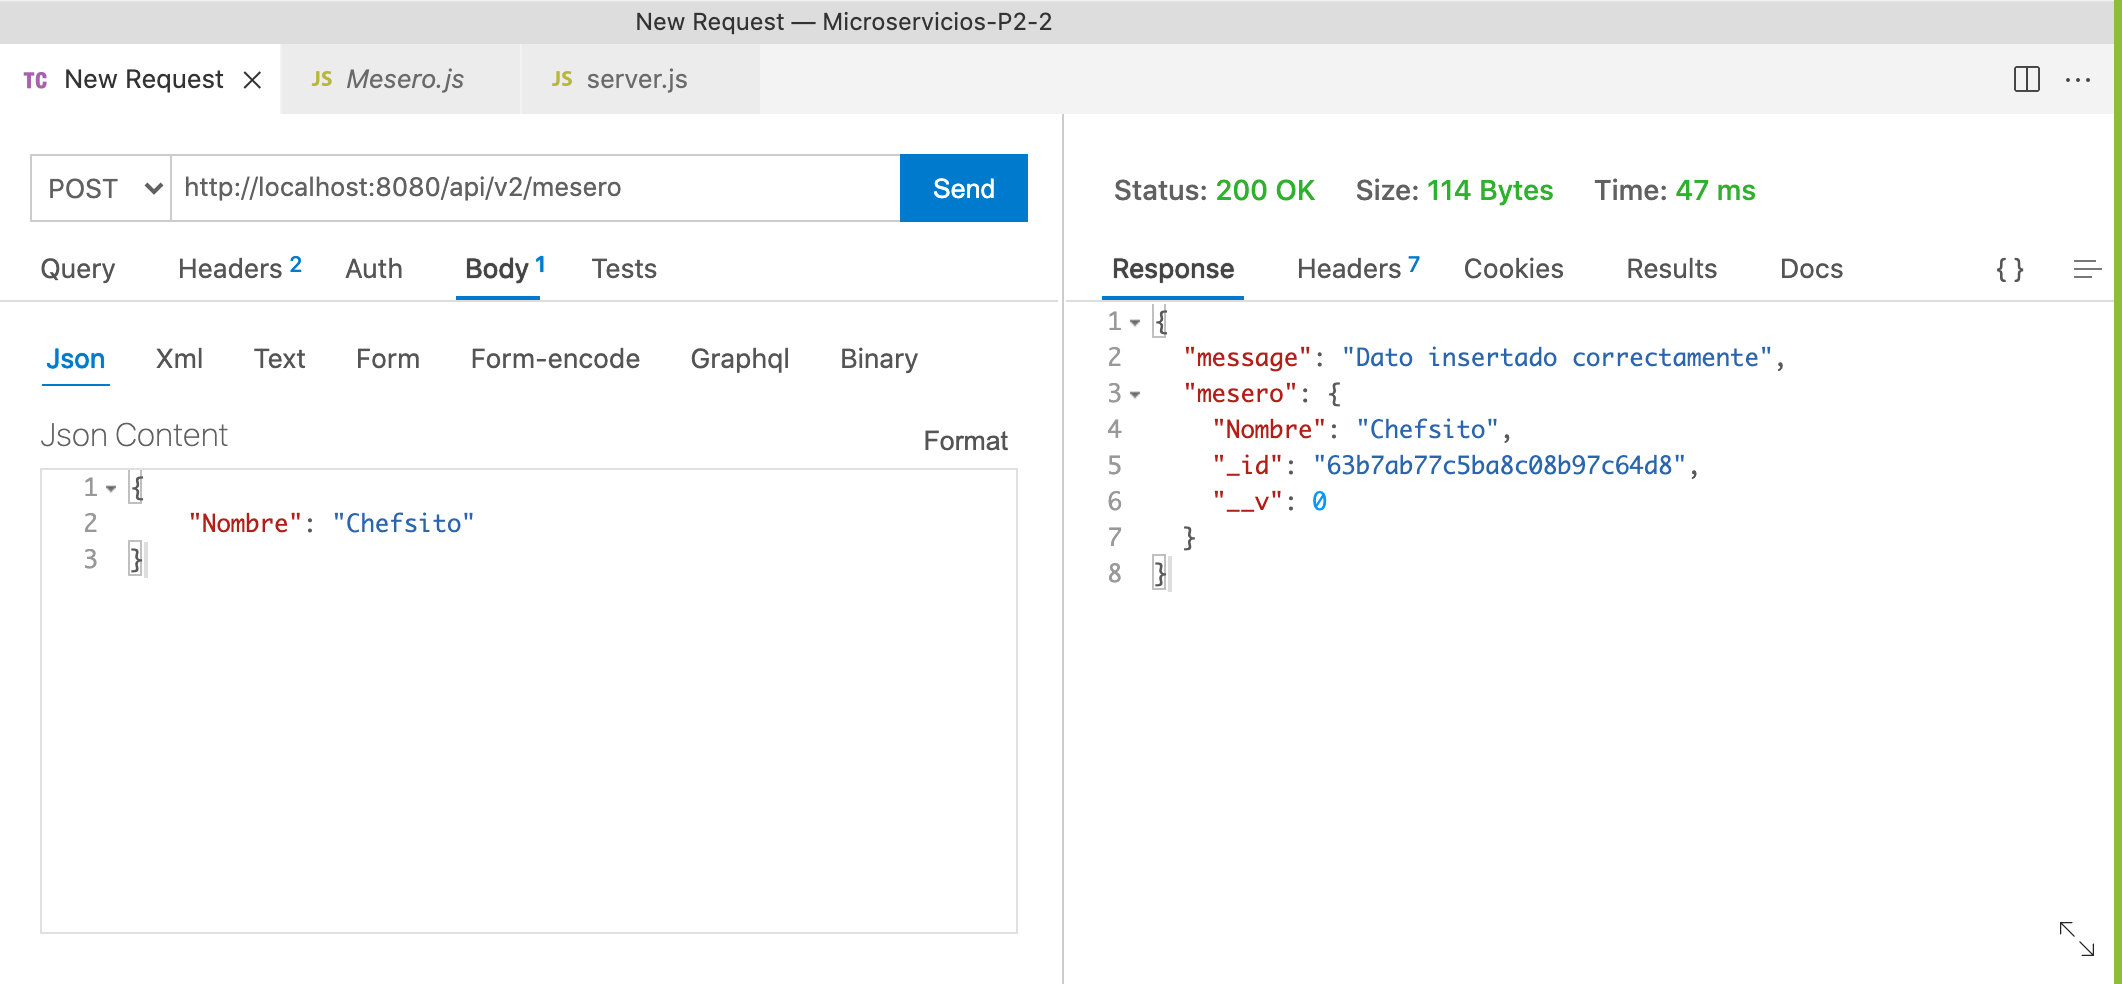 New Request — Microservicios-P2-2
TC New Request JS Mesero.js JS server.js
POST http://localhost:8080/api/v2/mesero Send
Query Headers 2 Auth Body 1 Tests
Json Xml Text Form Form-encode Graphql Binary
Json Content Format
1 {
2 "Nombre": "Chefsito"
3 }
Status: 200 OK Size: 114 Bytes Time: 47 ms
Response Headers 7 Cookies Results Docs { }
1 {
2 "message": "Dato insertado correctamente",
3 "mesero": {
4 "Nombre": "Chefsito",
5 "_id": "63b7ab77c5ba8c08b97c64d8",
6 "__v": 0
7 }
8 }